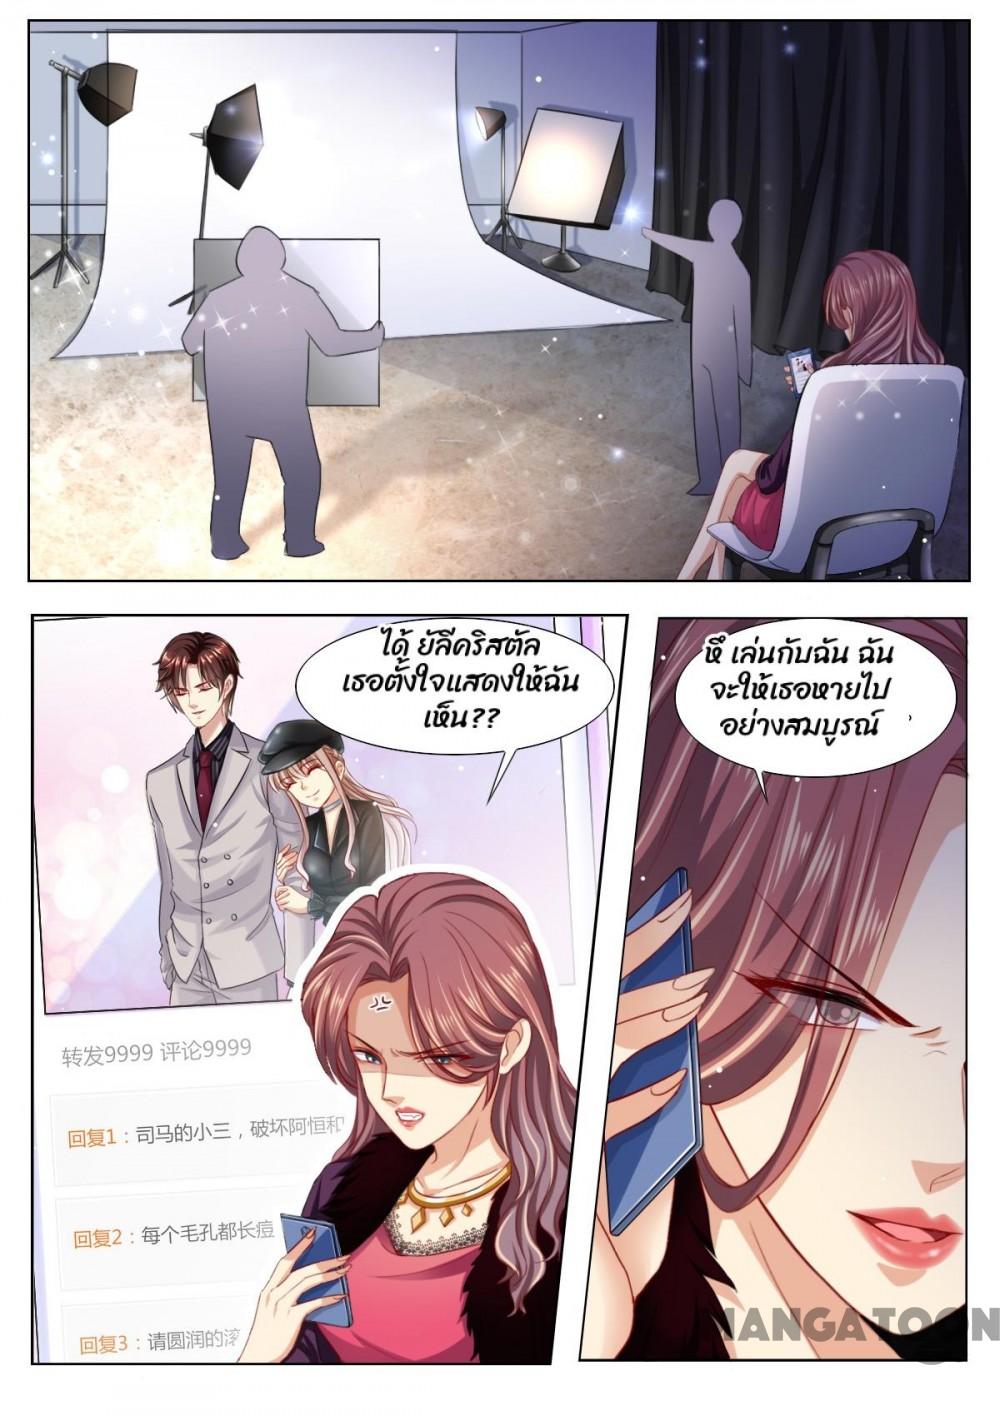 ได้ ยัลีคริสตัล
เธอตั้งใจแสดงให้ฉัน
เห็น??
หึ เล่นกับฉัน ฉัน
จะให้เธอหายไป
อย่างสมบูรณ์
转发9999 评论9999
回复1：司马的小三，破坏阿恒和
回复2：每个毛孔都长痘
回复3：请圆润的滚
MANGATOON